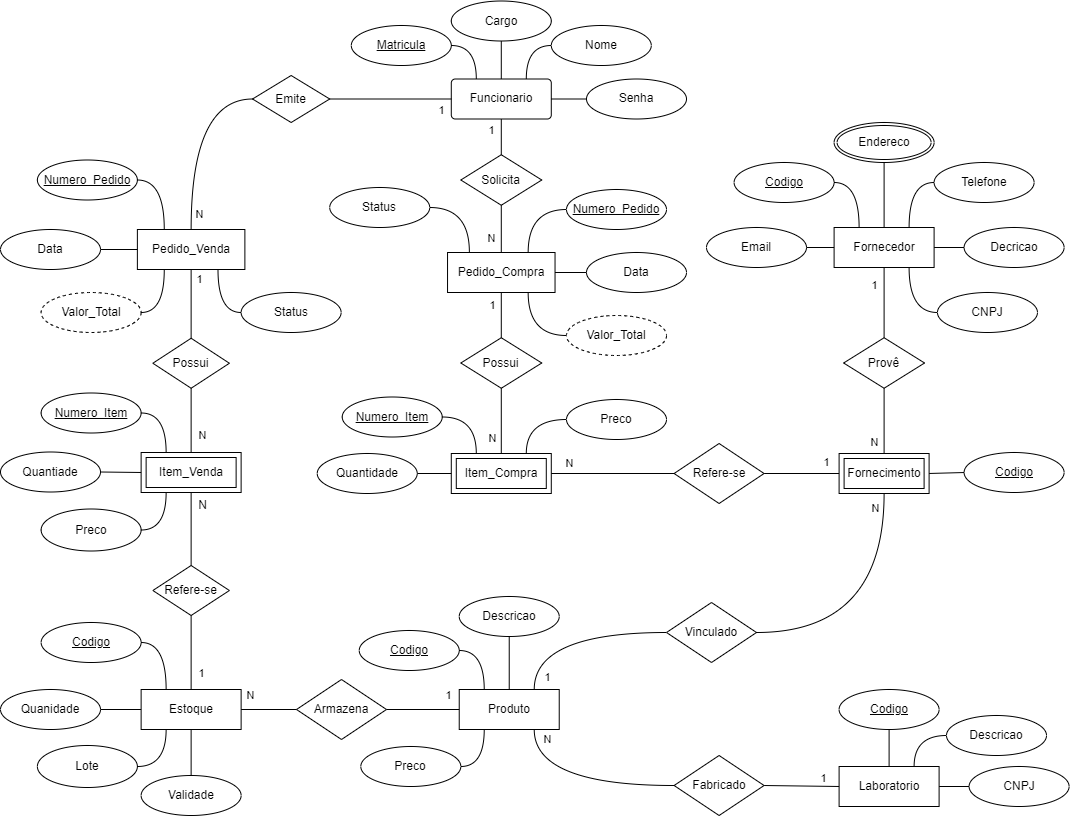 Cargo
Matricula
Nome
Emite
Funcionario
Senha
1
1
Endereco
Numero_Pedido
Solicita
Codigo
Telefone
Status
Numero_Pedido
N
N
Data
Pedido_Venda
Email
Fornecedor
Decricao
Pedido_Compra
Data
1
1
1
Valor_Total
Status
CNPJ
Valor_Total
Possui
Possui
Provê
Numero_Item
Numero_Item
Preco
N
N
N
Quantiade
Item_Venda
Quantidade
Item_Compra
N
Refere-se
1
Fornecimento
Codigo
N
N
Preco
Refere-se
Descricao
Vinculado
Codigo
Codigo
1
1
N
1
Quanidade
Estoque
Armazena
Produto
Codigo
N
Descricao
Lote
Preco
1
Fabricado
Laboratorio
CNPJ
Validade